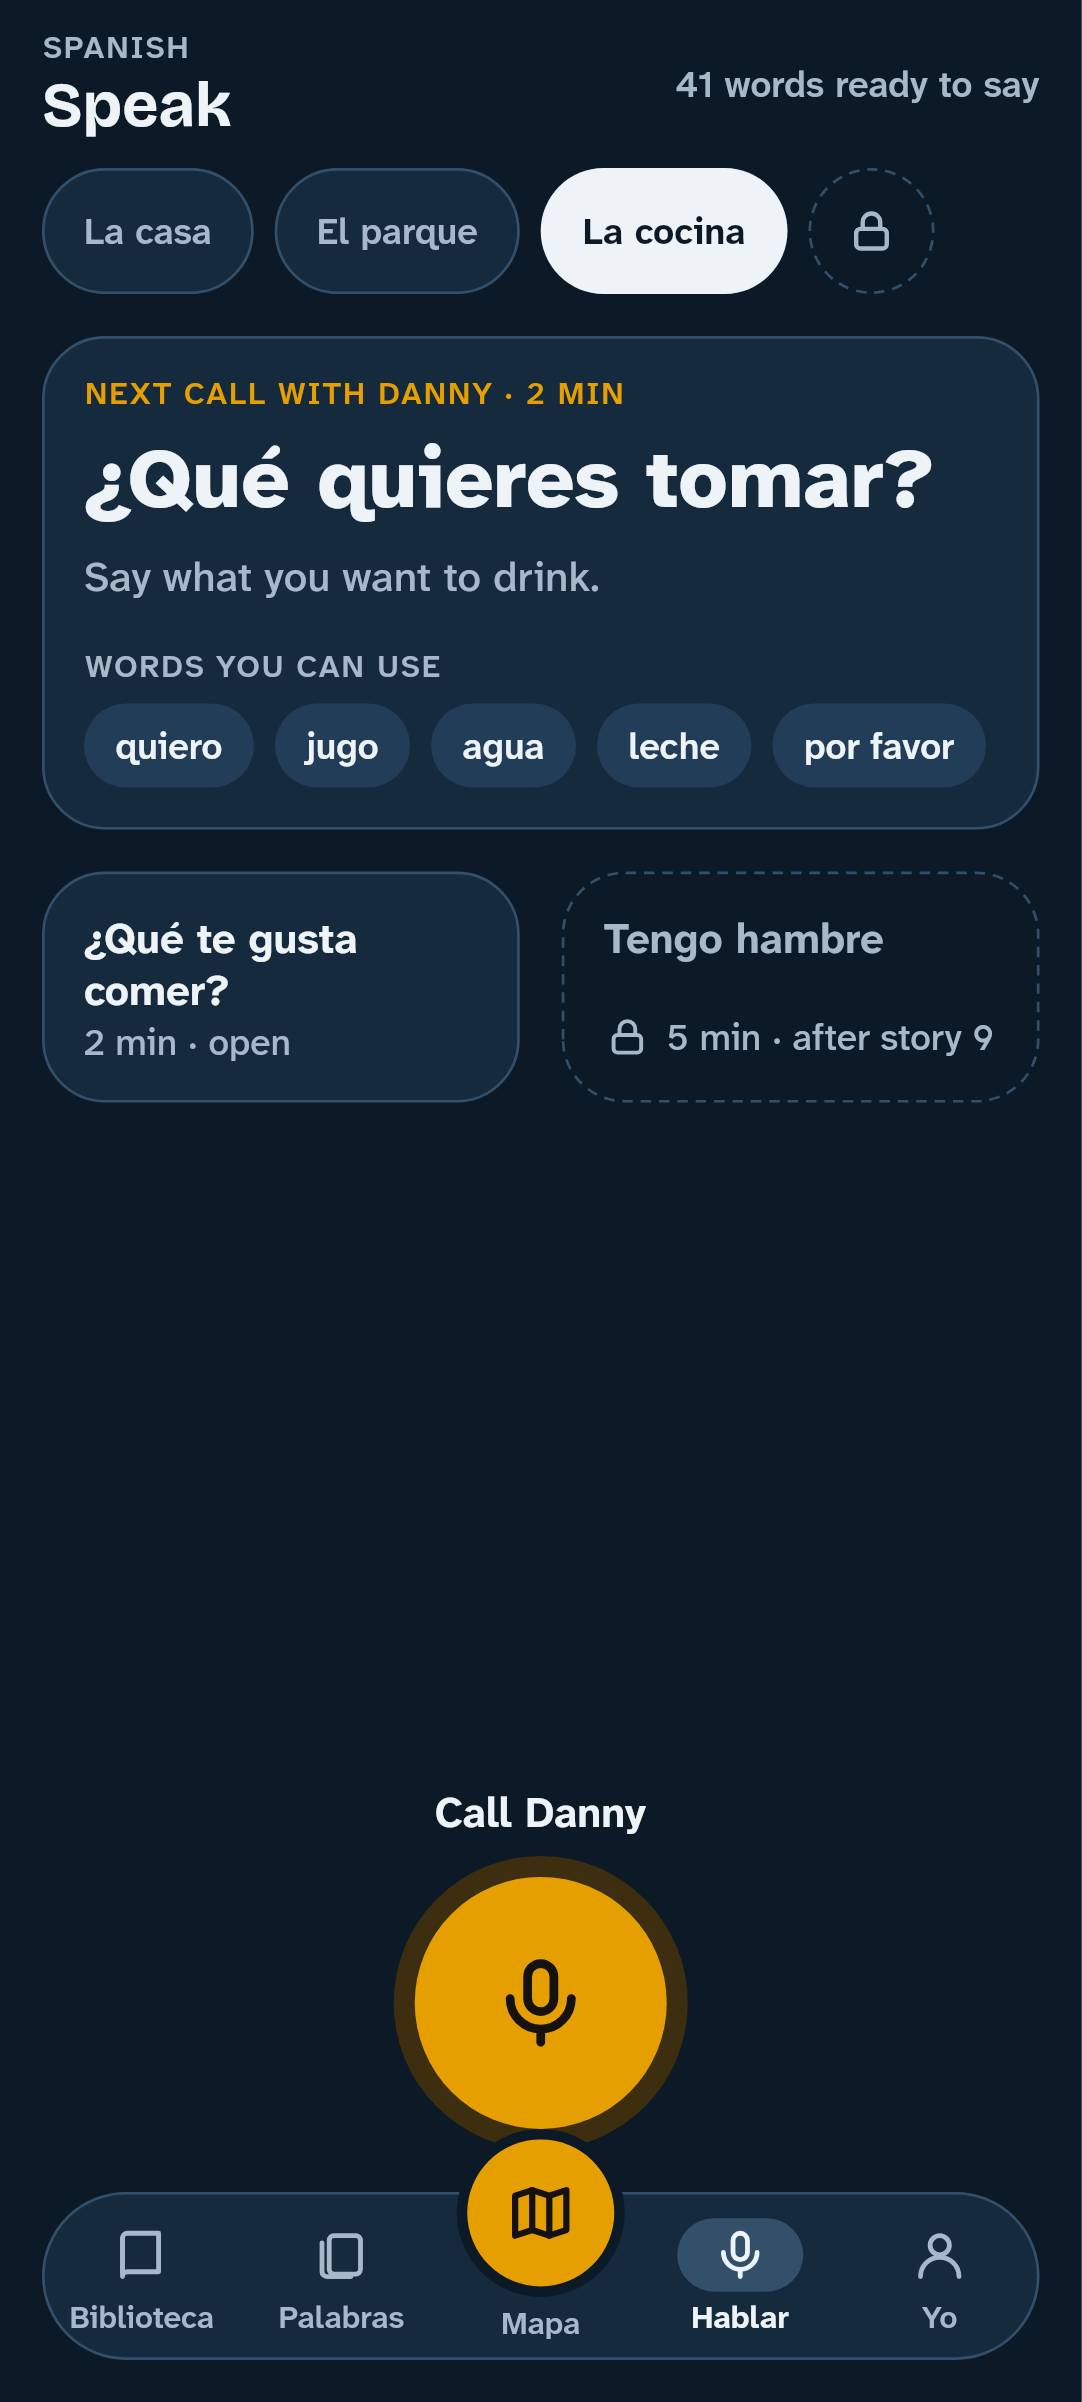 SPANISH
Speak
41 words ready to say
La casa
El parque
La cocina
NEXT CALL WITH DANNY · 2 MIN
¿Qué quieres tomar?
Say what you want to drink.
WORDS YOU CAN USE
quiero
jugo
agua
leche
por favor
¿Qué te gusta
comer?
2 min · open
Tengo hambre
5 min · after story 9
Call Danny
Biblioteca
Palabras
Mapa
Hablar
Yo